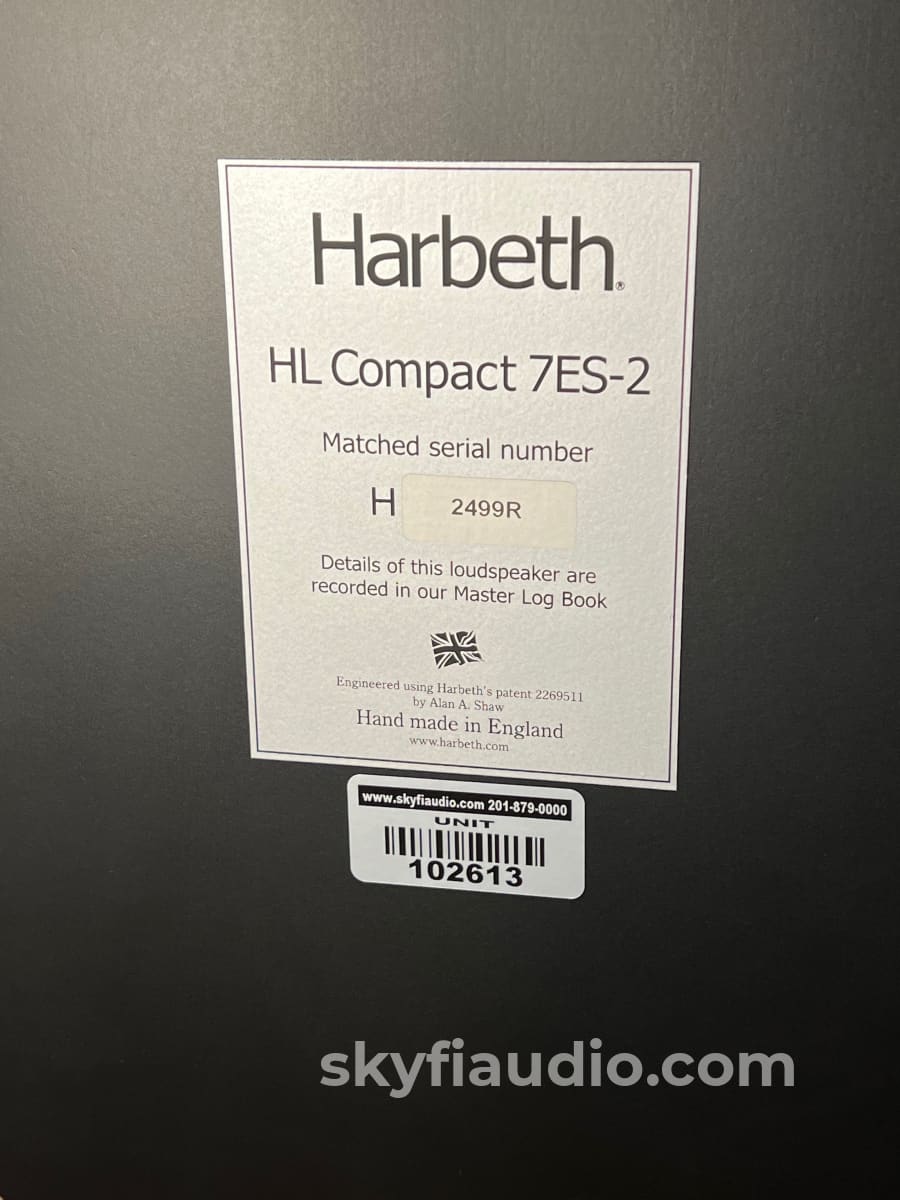 Harbeth®
HL Compact 7ES-2
Matched serial number
H 2499R
Details of this loudspeaker are
recorded in our Master Log Book
Engineered using Harbeth's patent 2269511
by Alan A. Shaw
Hand made in England
www.harbeth.com
www.skyfiaudio.com 201-879-0000
UNIT
102613
skyfiaudio.com